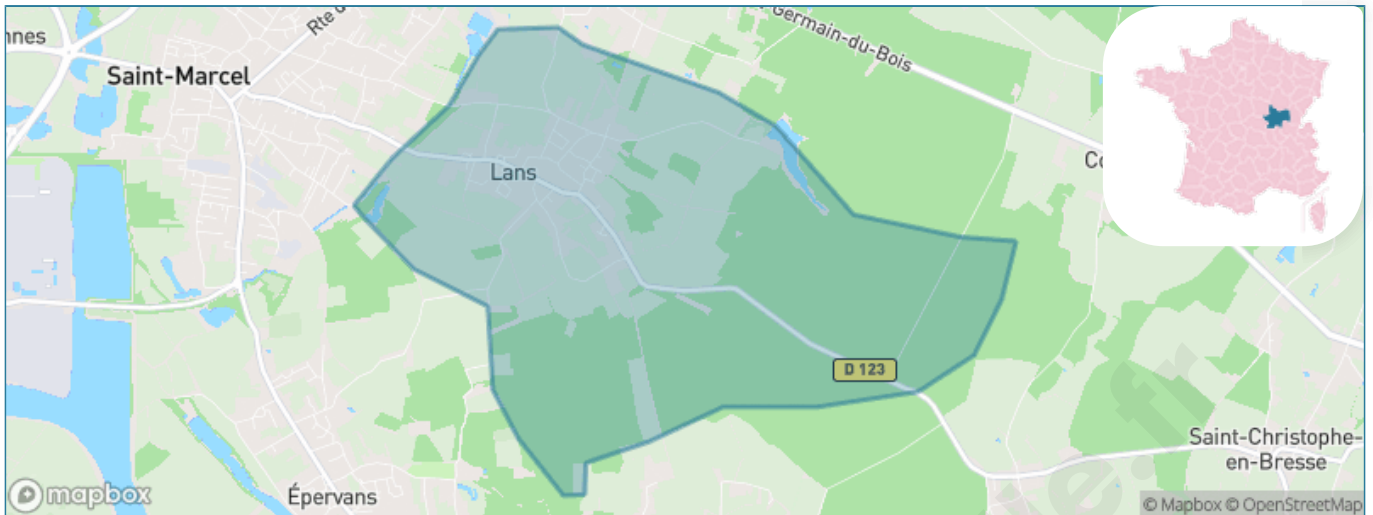 nnes
Rte d
Germain-du-Bois
Saint-Marcel
Lans
Co
D 123
Saint-Christophe-
en-Bresse
Épervans
mapbox
© Mapbox © OpenStreetMap